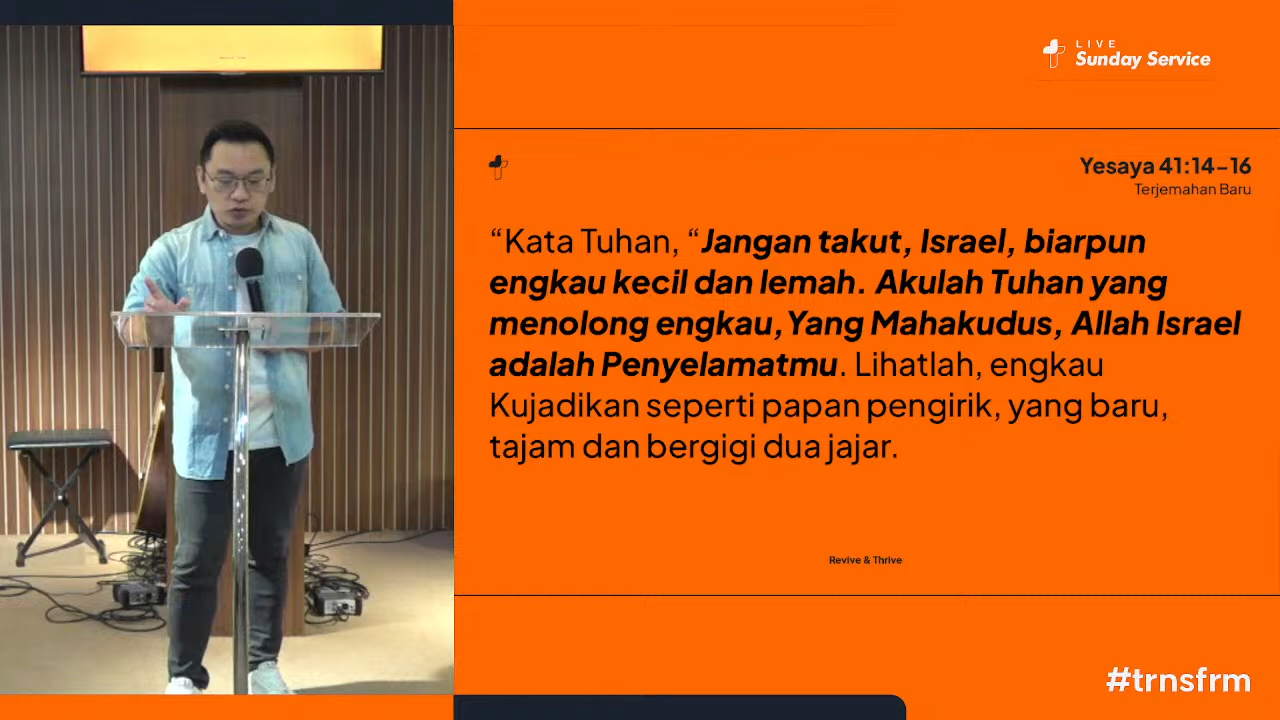 LIVE
Sunday Service
Yesaya 41:14-16
Terjemahan Baru
“Kata Tuhan, “Jangan takut, Israel, biarpun
engkau kecil dan lemah. Akulah Tuhan yang
menolong engkau,Yang Mahakudus, Allah Israel
adalah Penyelamatmu. Lihatlah, engkau
Kujadikan seperti papan pengirik, yang baru,
tajam dan bergigi dua jajar.
Revive & Thrive
#trnsfrm